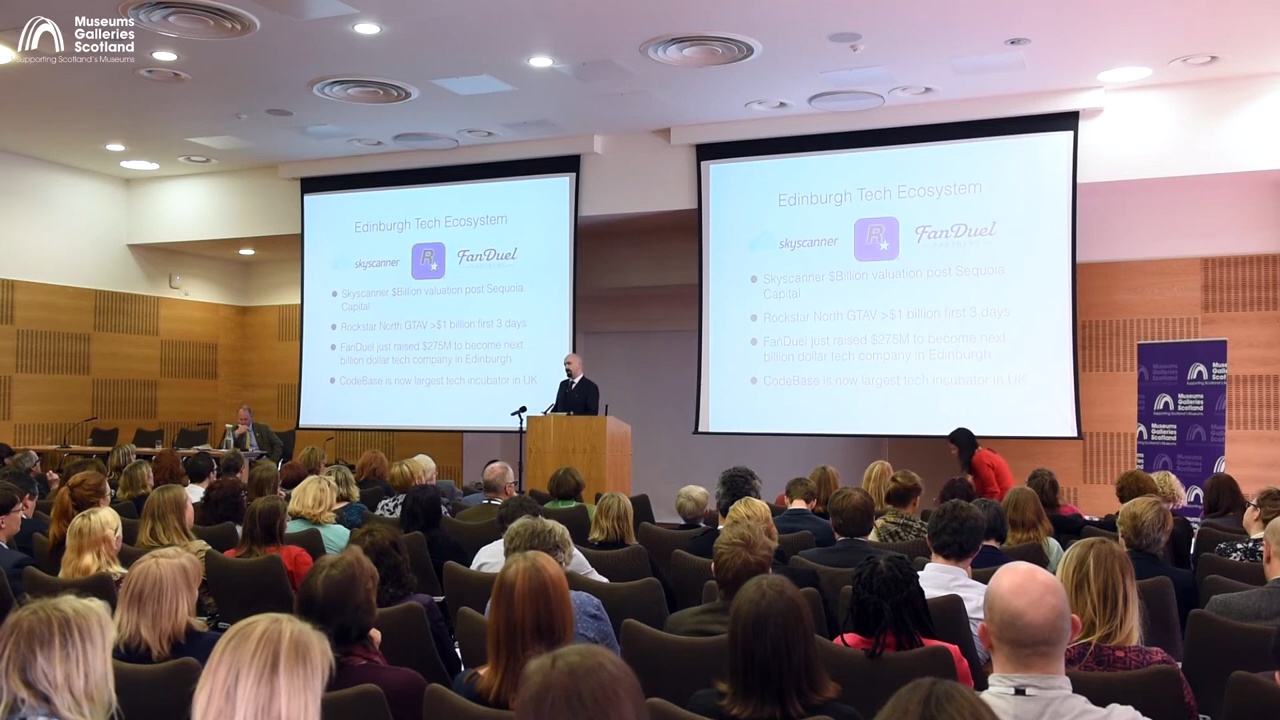 Museums
Galleries
Scotland
Supporting Scotland's Museums
Edinburgh Tech Ecosystem
skyscanner
R
FanDuel
Skyscanner $Billion valuation post Sequoia
Capital
Rockstar North GTAV >$1 billion first 3 days
FanDuel just raised $275M to become next
billion dollar tech company in Edinburgh
CodeBase is now largest tech incubator in UK
Edinburgh Tech Ecosystem
skyscanner
R
FanDuel
Skyscanner $Billion valuation post Sequoia
Capital
Rockstar North GTAV >$1 billion first 3 days
FanDuel just raised $275M to become next
billion dollar tech company in Edinburgh
CodeBase is now largest tech incubator in UK
Museums
Galleries
Scotland
Museums
Galleries
Scotland